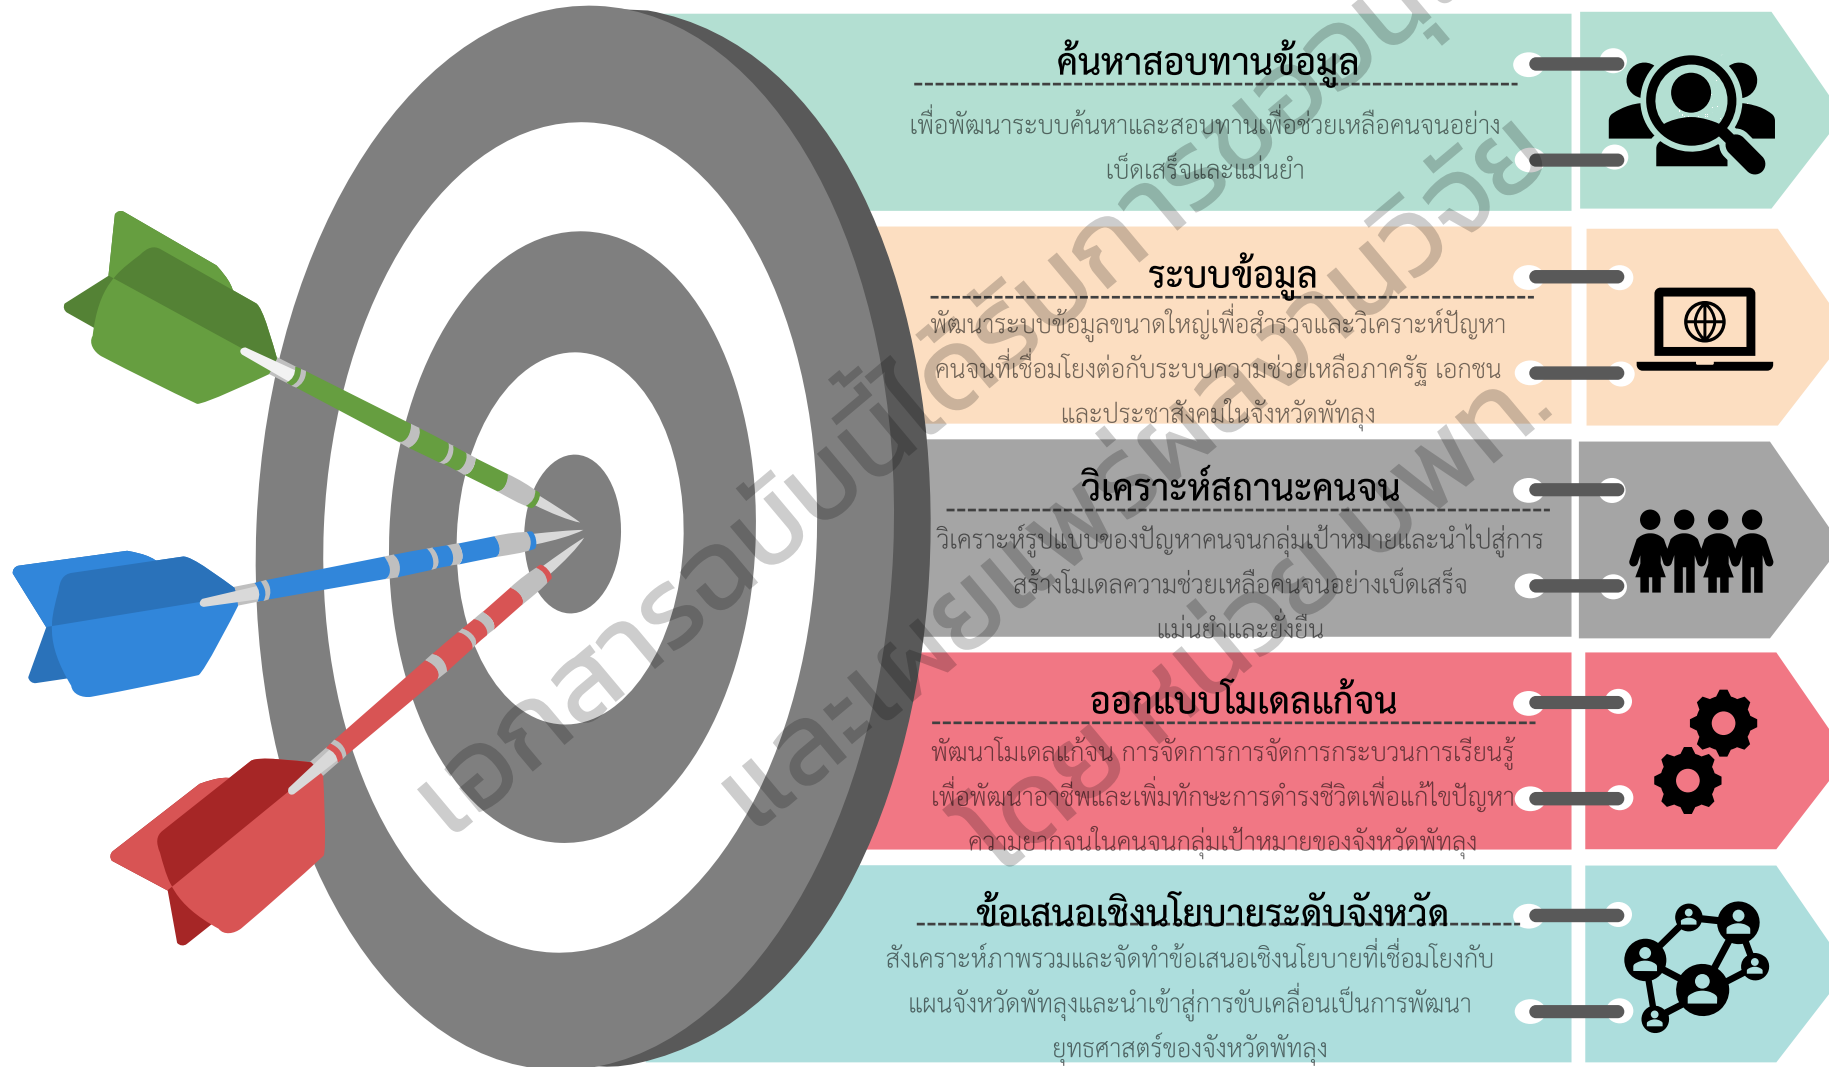 ค้นหาสอบทานข้อมูล
เพื่อพัฒนาระบบค้นหาและสอบทานเพื่อช่วยเหลือคนจนอย่าง
เบ็ดเสร็จและแม่นยำ
ระบบข้อมูล
พัฒนาระบบข้อมูลขนาดใหญ่เพื่อสำรวจและวิเคราะห์ปัญหา
คนจนที่เชื่อมโยงต่อกับระบบความช่วยเหลือภาครัฐ เอกชน
และประชาสังคมในจังหวัดพัทลุง
วิเคราะห์สถานะคนจน
วิเคราะห์รูปแบบของปัญหาคนจนกลุ่มเป้าหมายและนำไปสู่การ
สร้างโมเดลความช่วยเหลือคนจนอย่างเบ็ดเสร็จ
แม่นยำและยั่งยืน
ออกแบบโมเดลแก้จน
พัฒนาโมเดลแก้จน การจัดการการจัดการกระบวนการเรียนรู้
เพื่อพัฒนาอาชีพและเพิ่มทักษะการดำรงชีวิตเพื่อแก้ไขปัญหา
ความยากจนในคนจนกลุ่มเป้าหมายของจังหวัดพัทลุง
ข้อเสนอเชิงนโยบายระดับจังหวัด
สังเคราะห์ภาพรวมและจัดทำข้อเสนอเชิงนโยบายที่เชื่อมโยงกับ
แผนจังหวัดพัทลุงและนำเข้าสู่การขับเคลื่อนเป็นการพัฒนา
ยุทธศาสตร์ของจังหวัดพัทลุง
เอกสารฉบับนี้ได้รับการขอ
และเผยแพร่ผลงานวิจัย
โดย หน่วย บพท.